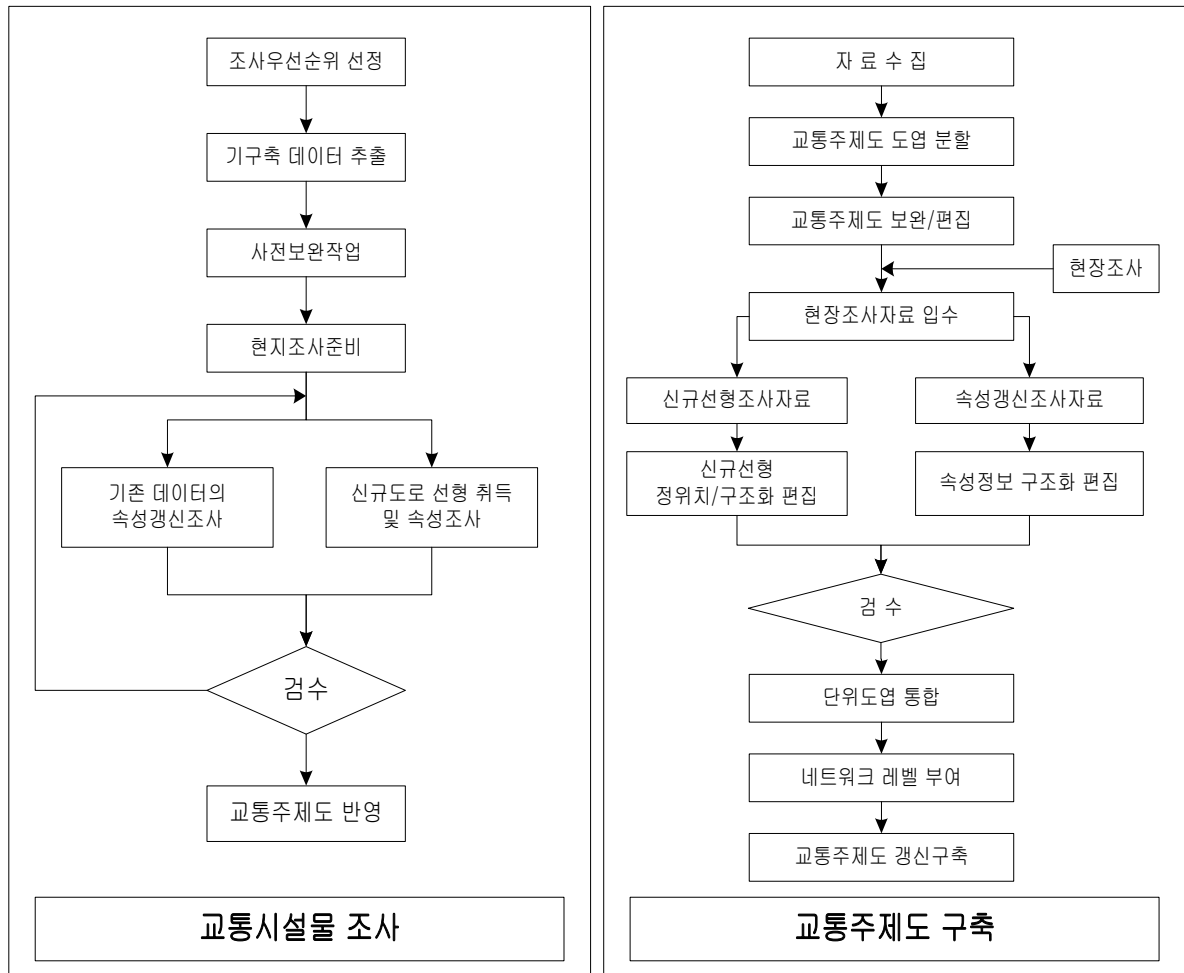 조사우선순위 선정
기구축 데이터 추출
사전보완작업
현지조사준비
기존 데이터의
속성갱신조사
신규도로 선형 취득
및 속성조사
검수
교통주제도 반영
교통시설물 조사
자 료 수 집
교통주제도 도엽 분할
교통주제도 보완/편집
현장조사
현장조사자료 입수
신규선형조사자료
속성갱신조사자료
신규선형
정위치/구조화 편집
속성정보 구조화 편집
검 수
단위도엽 통합
네트워크 레벨 부여
교통주제도 갱신구축
교통주제도 구축